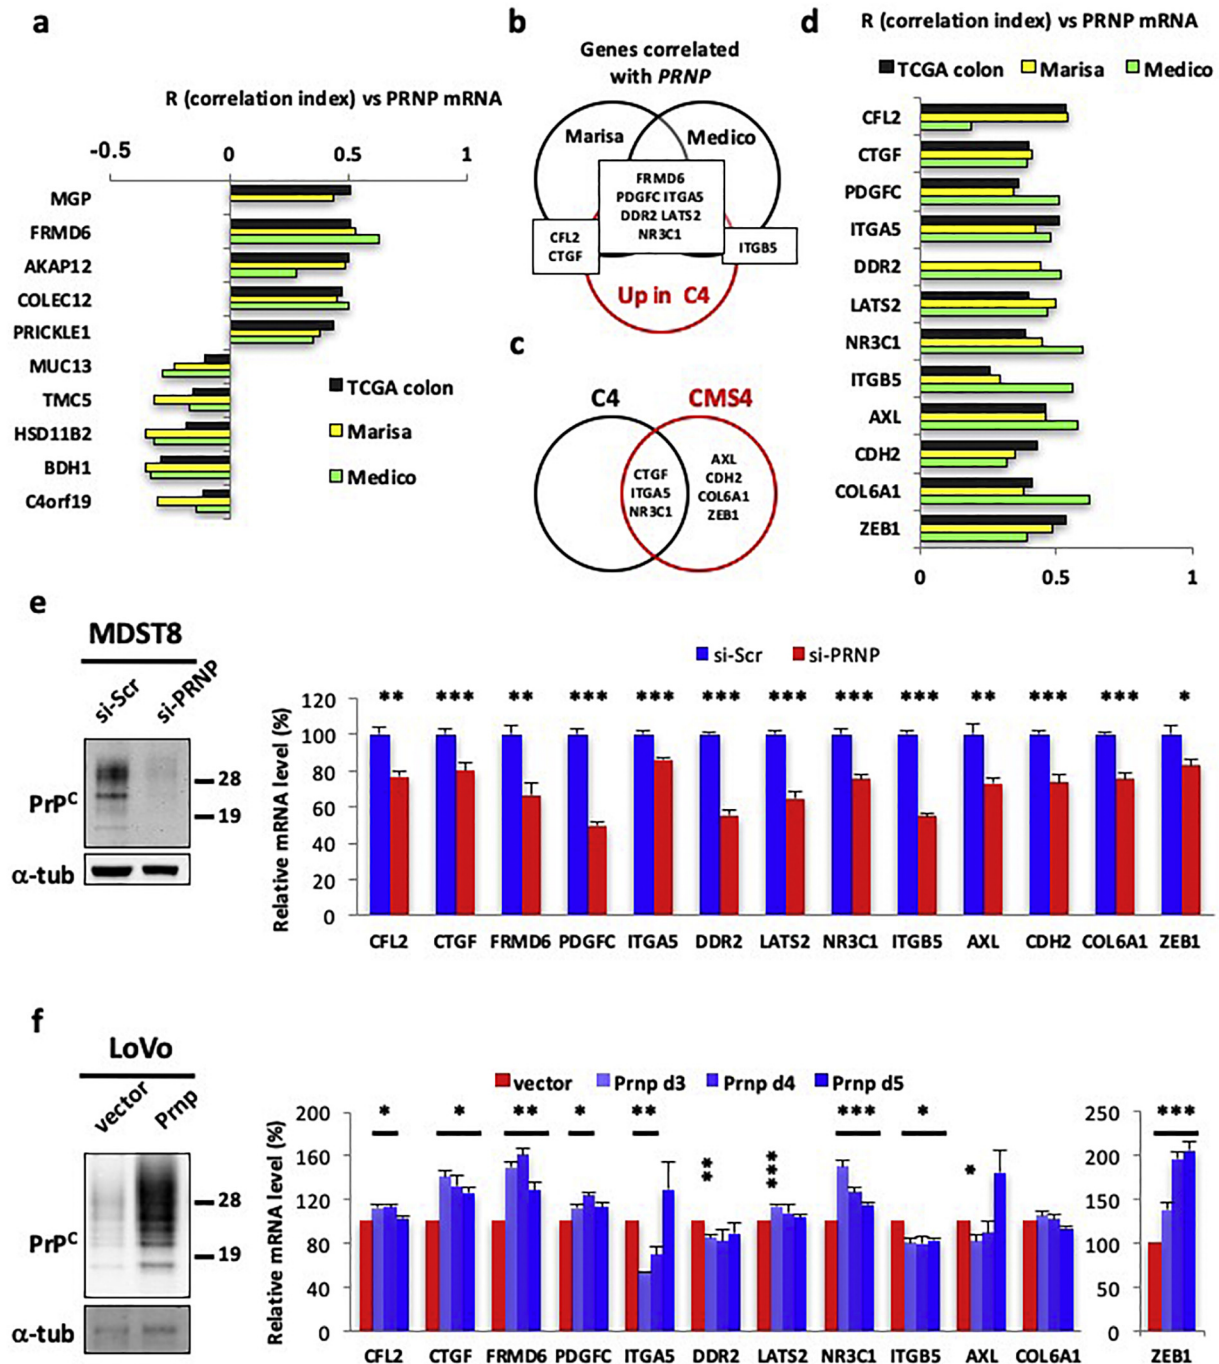 a
R (correlation index) vs PRNP mRNA
-0.5 0 0.5 1
MGP
FRMD6
AKAP12
COLEC12
PRICKLE1
MUC13
TMC5
HSD11B2
BDH1
C4orf19
TCGA colon
Marisa
Medico
b
Genes correlated
with PRNP
Marisa Medico
FRMD6
PDGFC ITGA5
DDR2 LATS2
NR3C1
CFL2
CTGF
ITGB5
Up in C4
c
C4 CMS4
CTGF
ITGA5
NR3C1
AXL
CDH2
COL6A1
ZEB1
d
R (correlation index) vs PRNP mRNA
TCGA colon Marisa Medico
CFL2
CTGF
PDGFC
ITGA5
DDR2
LATS2
NR3C1
ITGB5
AXL
CDH2
COL6A1
ZEB1
0 0.5 1
e
MDST8
si-Scr si-PRNP
PrPC
28
19
α-tub
si-Scr si-PRNP
Relative mRNA level (%)
120
100
80
60
40
20
0
** *** ** *** *** *** *** *** *** ** *** *** *
CFL2 CTGF FRMD6 PDGFC ITGA5 DDR2 LATS2 NR3C1 ITGB5 AXL CDH2 COL6A1 ZEB1
f
LoVo
vector Prnp
PrPC
28
19
α-tub
vector Prnp d3 Prnp d4 Prnp d5
Relative mRNA level (%)
200
160
120
80
40
0
* * ** * ** ** *** *** * *
CFL2 CTGF FRMD6 PDGFC ITGA5 DDR2 LATS2 NR3C1 ITGB5 AXL COL6A1
250
200
150
100
50
0
***
ZEB1